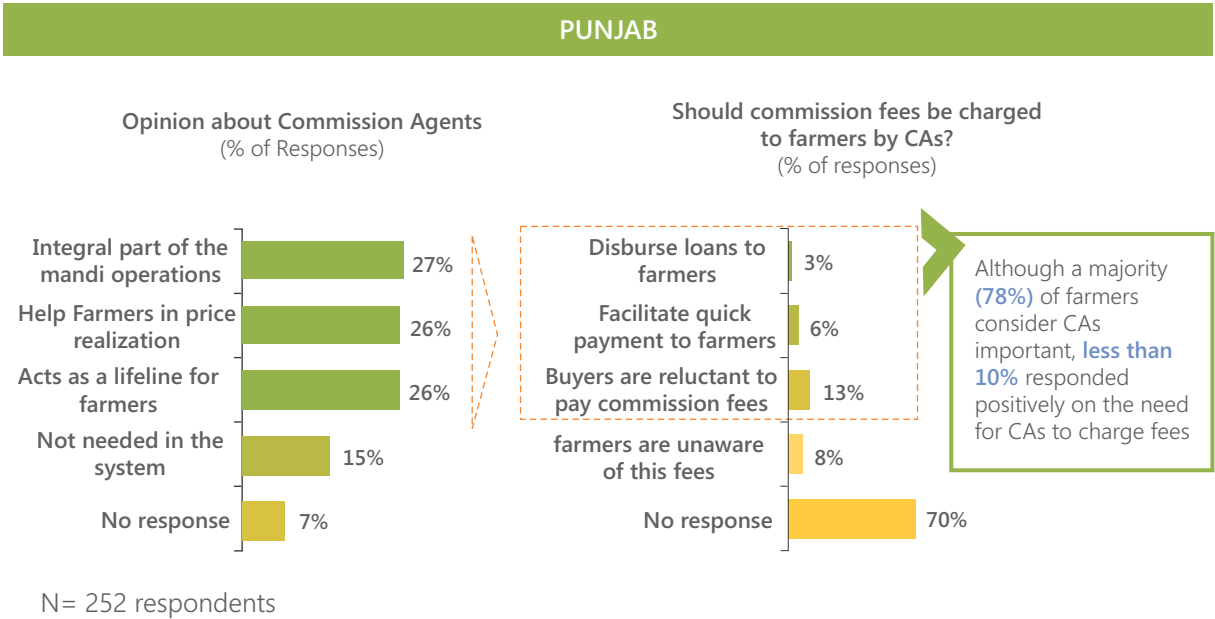 PUNJAB
Opinion about Commission Agents
(% of Responses)
Integral part of the
mandi operations
27%
Help Farmers in price
realization
26%
Acts as a lifeline for
farmers
26%
Not needed in the
system
15%
No response
7%
Should commission fees be charged
to farmers by CAs?
(% of responses)
Disburse loans to
farmers
3%
Facilitate quick
payment to farmers
6%
Buyers are reluctant to
pay commission fees
13%
farmers are unaware
of this fees
8%
No response
70%
Although a majority
(78%) of farmers
consider CAs
important, less than
10% responded
positively on the need
for CAs to charge fees
N= 252 respondents